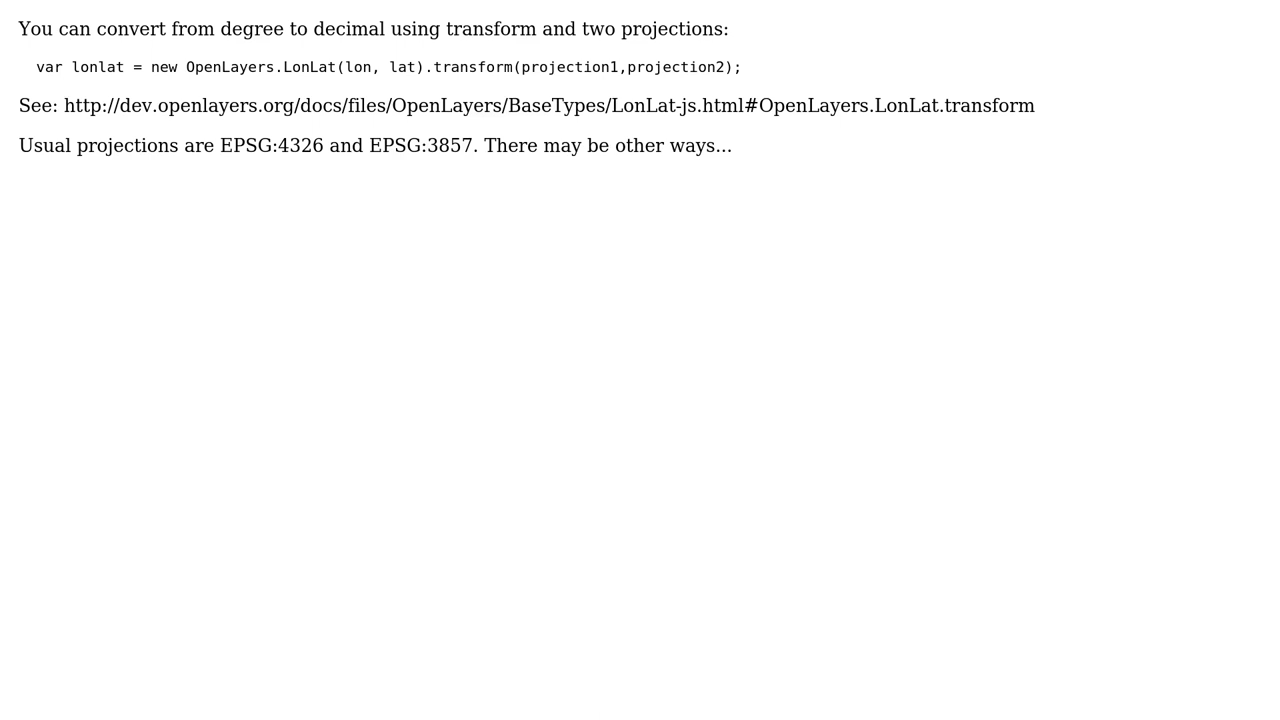 You can convert from degree to decimal using transform and two projections:
var lonlat = new OpenLayers.LonLat(lon, lat).transform(projection1,projection2);
See: http://dev.openlayers.org/docs/files/OpenLayers/BaseTypes/LonLat-js.html#OpenLayers.LonLat.transform
Usual projections are EPSG:4326 and EPSG:3857. There may be other ways...